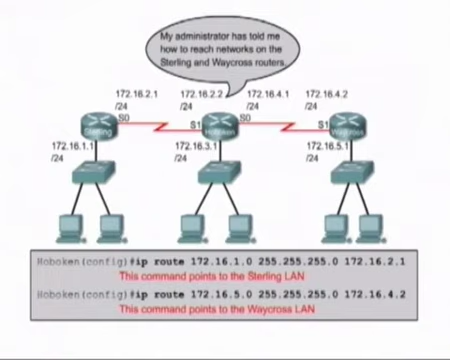 My administrator has told me
how to reach networks on the
Sterling and Waycross routers.
172.16.2.1
/24
172.16.2.2
/24
172.16.4.1
/24
172.16.4.2
/24
S0
S1
S0
S1
Sterling
Hoboken
Waycross
172.16.1.1
/24
172.16.3.1
/24
172.16.5.1
/24
Hoboken(config)#ip route 172.16.1.0 255.255.255.0 172.16.2.1
This command points to the Sterling LAN
Hoboken(config)#ip route 172.16.5.0 255.255.255.0 172.16.4.2
This command points to the Waycross LAN